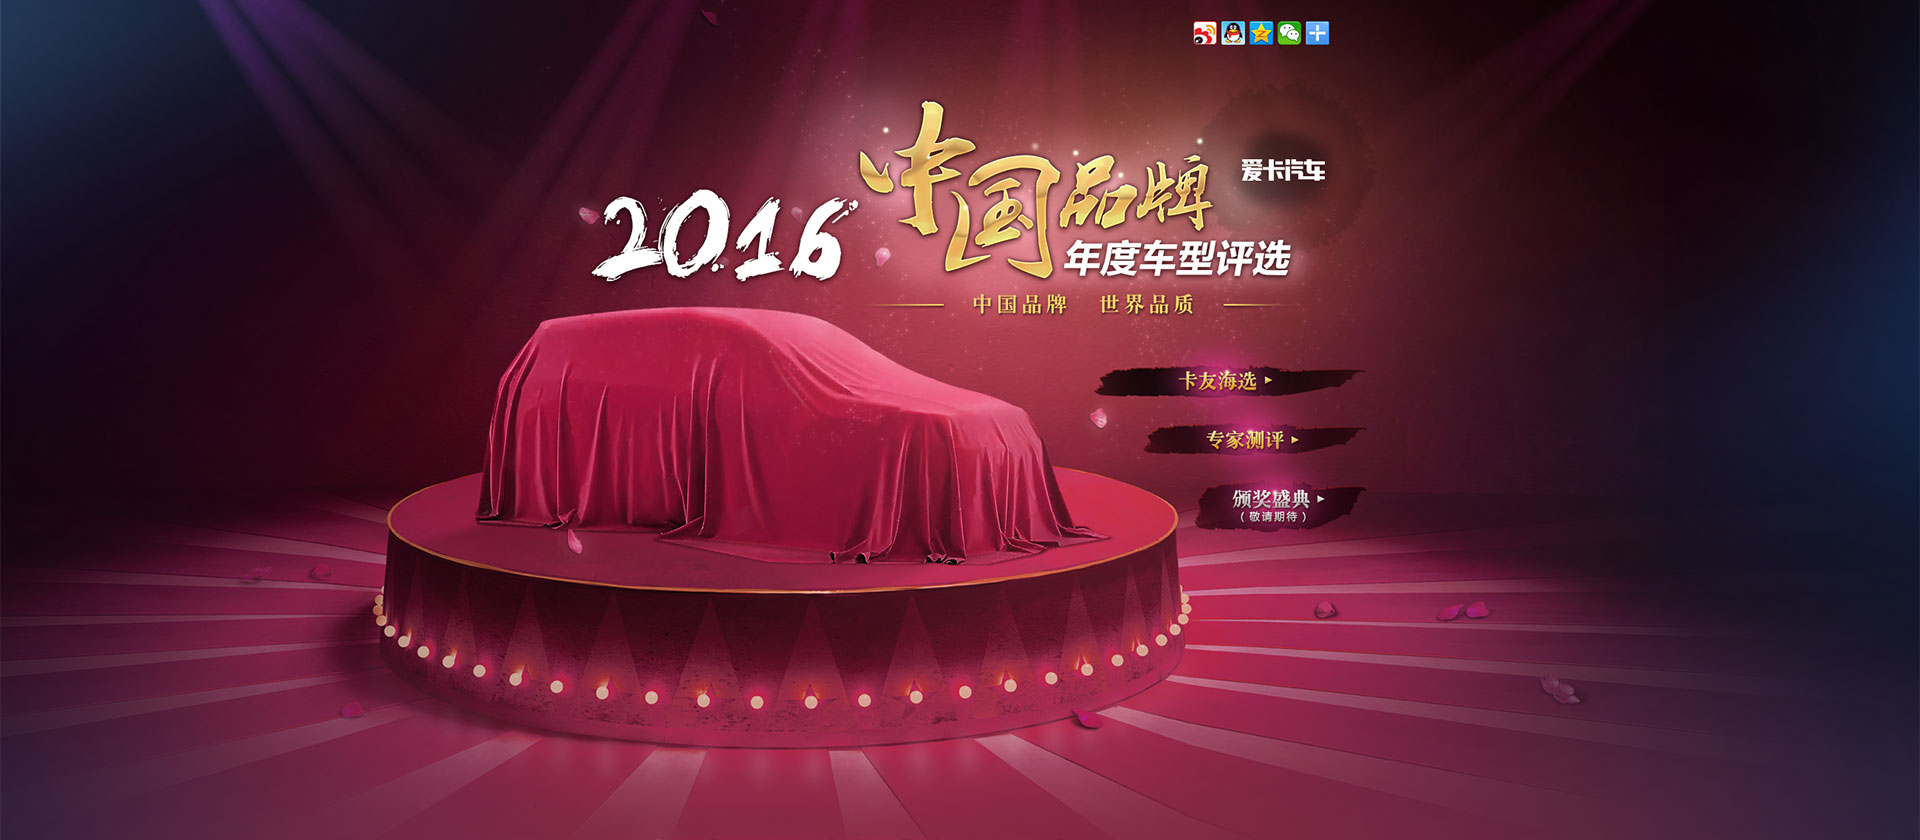 爱卡汽车
2016 中国品牌
年度车型评选
中国品牌 世界品质
卡友海选
专家测评
颁奖盛典
(敬请期待)